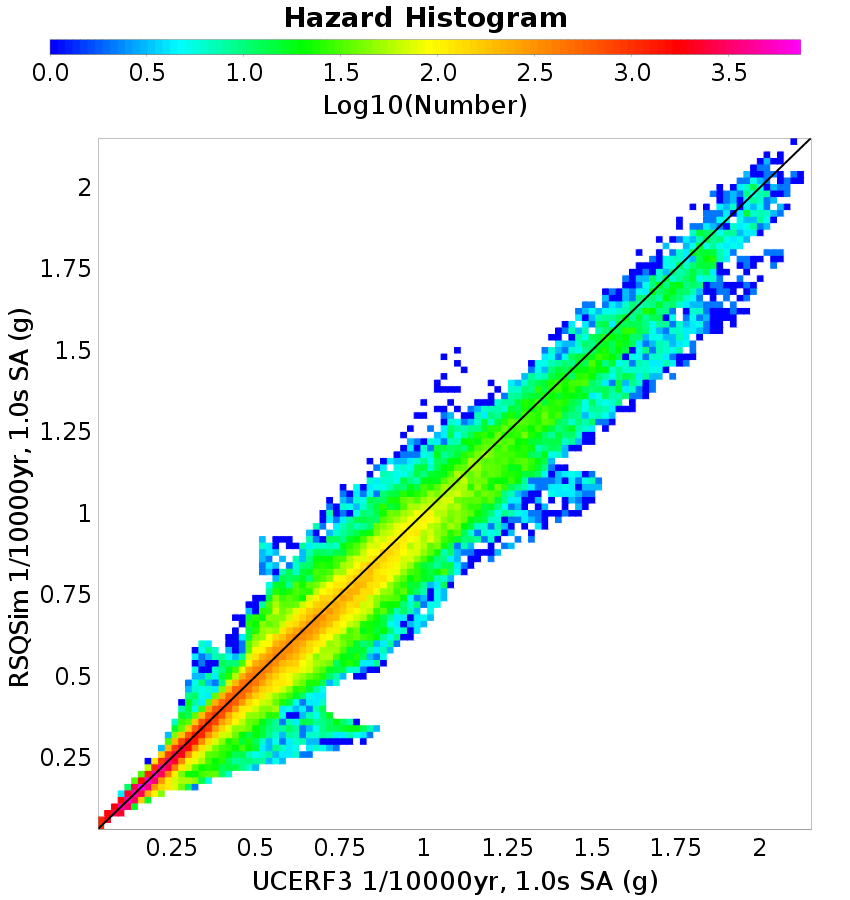 Hazard Histogram
0.0 0.5 1.0 1.5 2.0 2.5 3.0 3.5
Log10(Number)
2
1.75
1.5
1.25
1
0.75
0.5
0.25
RSQSim 1/10000yr, 1.0s SA (g)
0.25 0.5 0.75 1 1.25 1.5 1.75 2
UCERF3 1/10000yr, 1.0s SA (g)